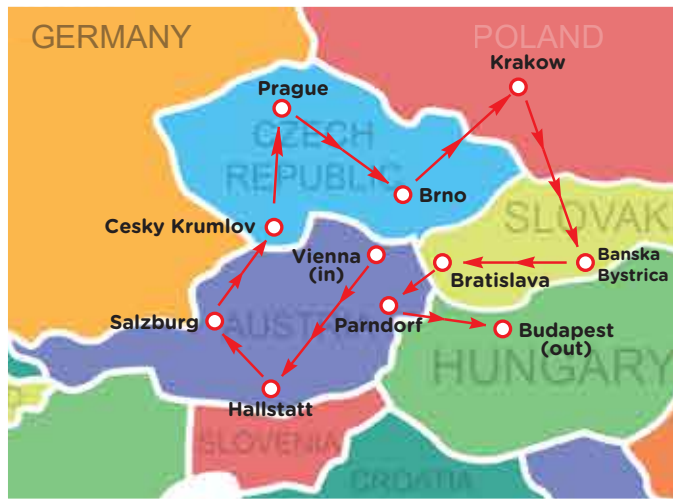 GERMANY
POLAND
Krakow
Prague
CZECH
REPUBLIC
Brno
Cesky Krumlov
SLOVAK
Vienna
(in)
Banska
Bystrica
Bratislava
Salzburg
AUSTRIA
Parndorf
Budapest
(out)
HUNGARY
Hallstatt
SLOVENIA
CROATIA